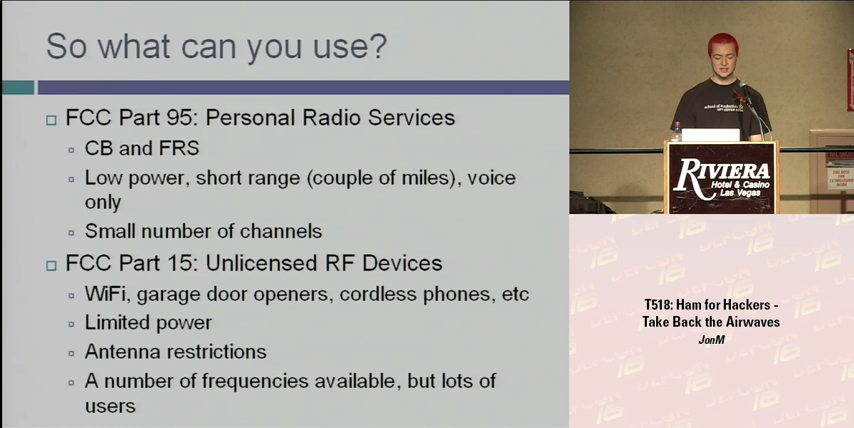 So what can you use?
FCC Part 95: Personal Radio Services
CB and FRS
Low power, short range (couple of miles), voice
only
Small number of channels
FCC Part 15: Unlicensed RF Devices
WiFi, garage door openers, cordless phones, etc
Limited power
Antenna restrictions
A number of frequencies available, but lots of
users
RIVIERA
Hotel & Casino
Las Vegas
DEFCON
16
T518: Ham for Hackers -
Take Back the Airwaves
JonM